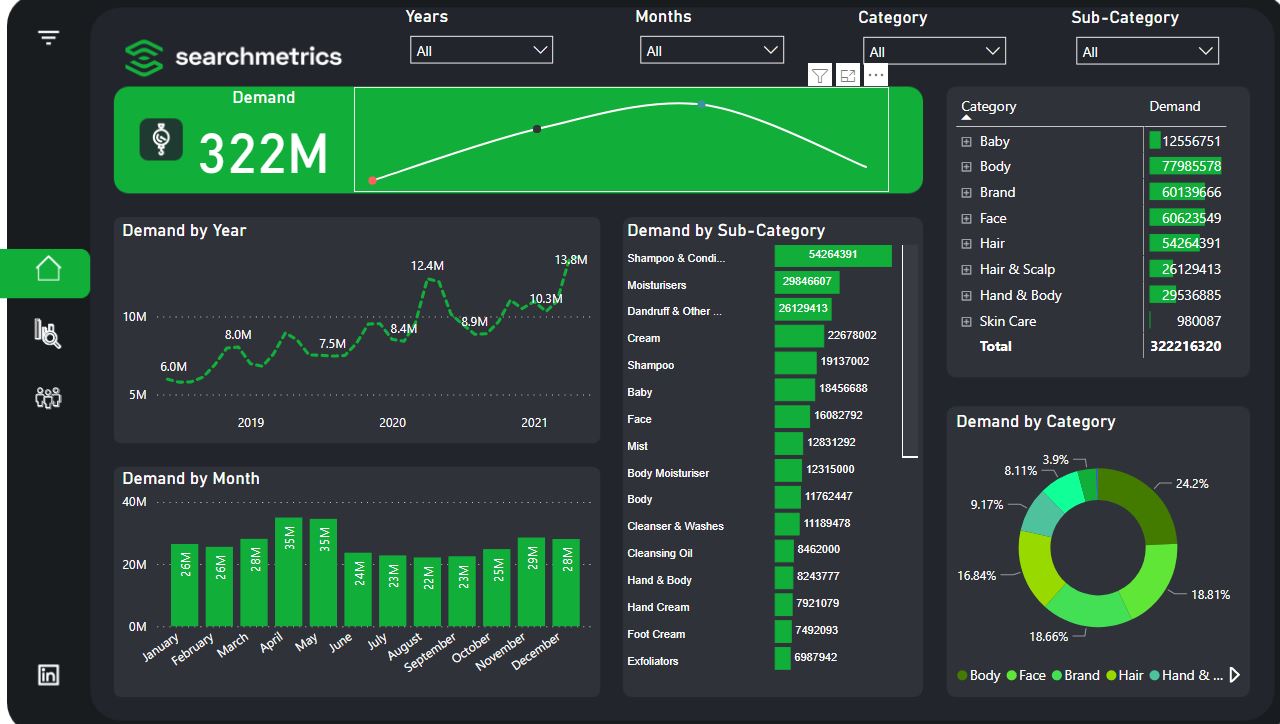 Years
Months
Category
Sub-Category
All
All
All
All
searchmetrics
Demand
322M
Category
Demand
Baby 12556751
Body 77985578
Brand 60139666
Face 60623549
Hair 54264391
Hair & Scalp 26129413
Hand & Body 29536885
Skin Care 980087
Total 322216320
Demand by Year
10M
5M
6.0M
8.0M
7.5M
8.4M
12.4M
8.9M
10.3M
13.8M
2019
2020
2021
Demand by Sub-Category
Shampoo & Condi... 54264391
Moisturisers 29846607
Dandruff & Other ... 26129413
Cream 22678002
Shampoo 19137002
Baby 18456688
Face 16082792
Mist 12831292
Body Moisturiser 12315000
Body 11762447
Cleanser & Washes 11189478
Cleansing Oil 8462000
Hand & Body 8243777
Hand Cream 7921079
Foot Cream 7492093
Exfoliators 6987942
Demand by Month
40M
20M
0M
26M
26M
28M
35M
35M
24M
23M
22M
23M
25M
29M
28M
January
February
March
April
May
June
July
August
September
October
November
December
Demand by Category
24.2%
18.81%
18.66%
16.84%
9.17%
8.11%
3.9%
Body
Face
Brand
Hair
Hand & ...
in